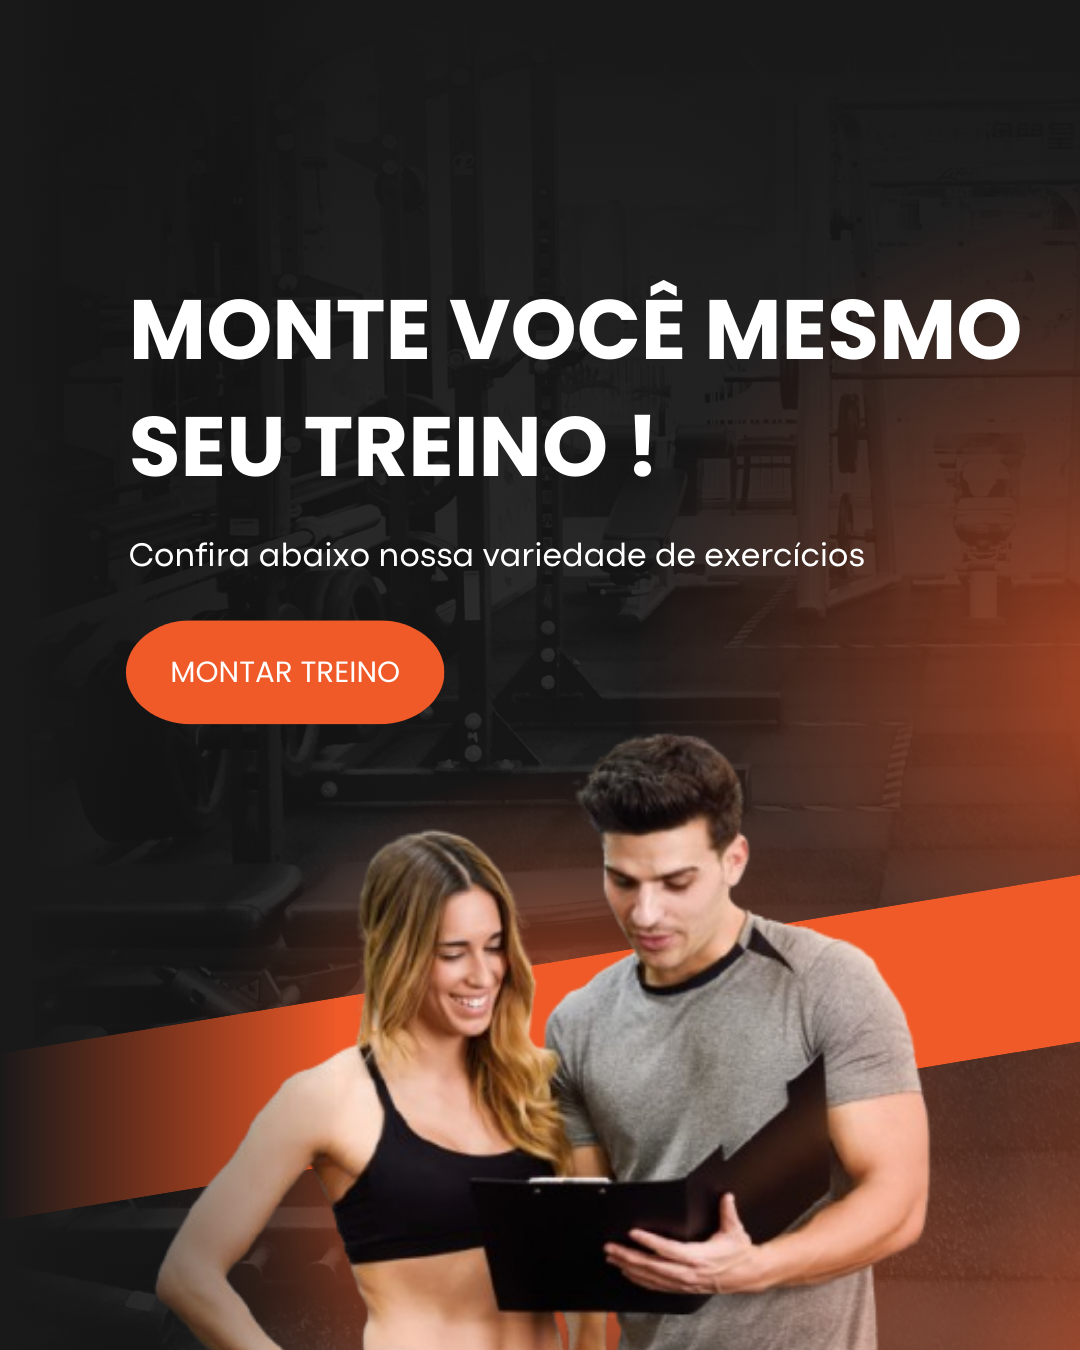 MONTE VOCÊ MESMO
SEU TREINO !
Confira abaixo nossa variedade de exercícios
MONTAR TREINO